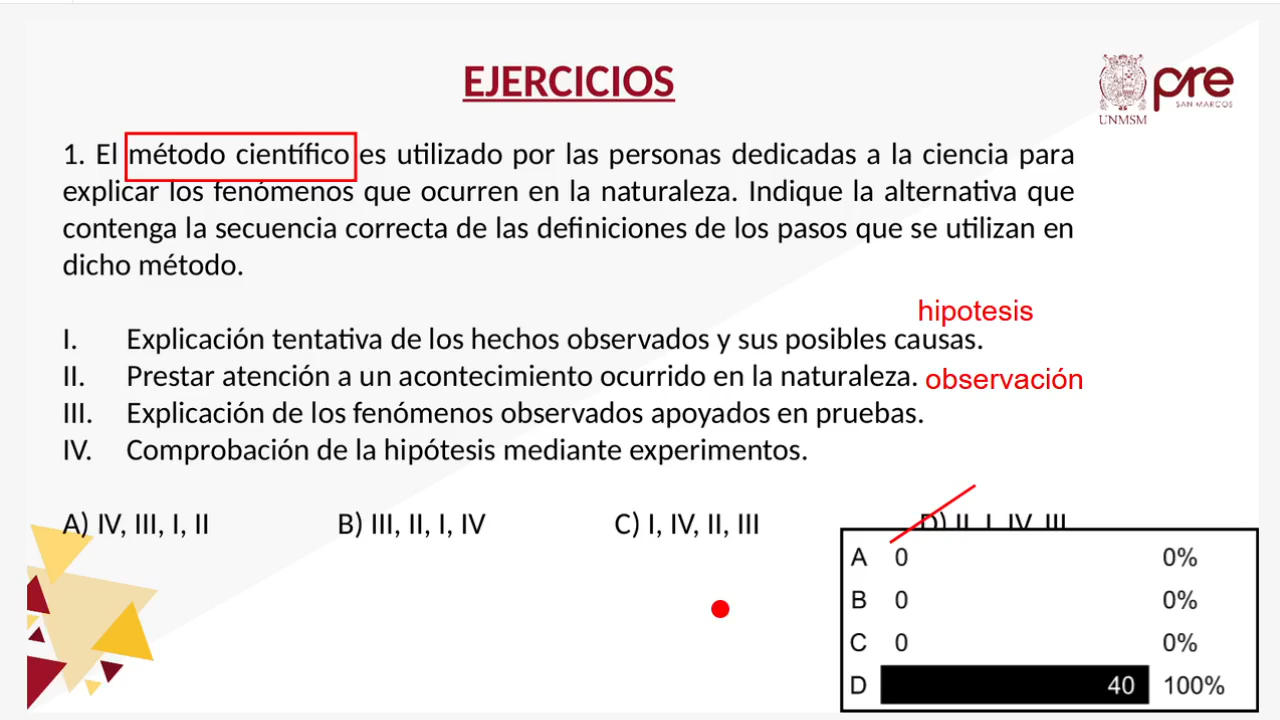 EJERCICIOS
pre
SAN MARCOS
UNMSM
1. El método científico es utilizado por las personas dedicadas a la ciencia para
explicar los fenómenos que ocurren en la naturaleza. Indique la alternativa que
contenga la secuencia correcta de las definiciones de los pasos que se utilizan en
dicho método.
hipotesis
I. Explicación tentativa de los hechos observados y sus posibles causas.
II. Prestar atención a un acontecimiento ocurrido en la naturaleza. observación
III. Explicación de los fenómenos observados apoyados en pruebas.
IV. Comprobación de la hipótesis mediante experimentos.
A) IV, III, I, II B) III, II, I, IV C) I, IV, II, III D) II, I, IV, III
A 0 0%
B 0 0%
C 0 0%
D 40 100%